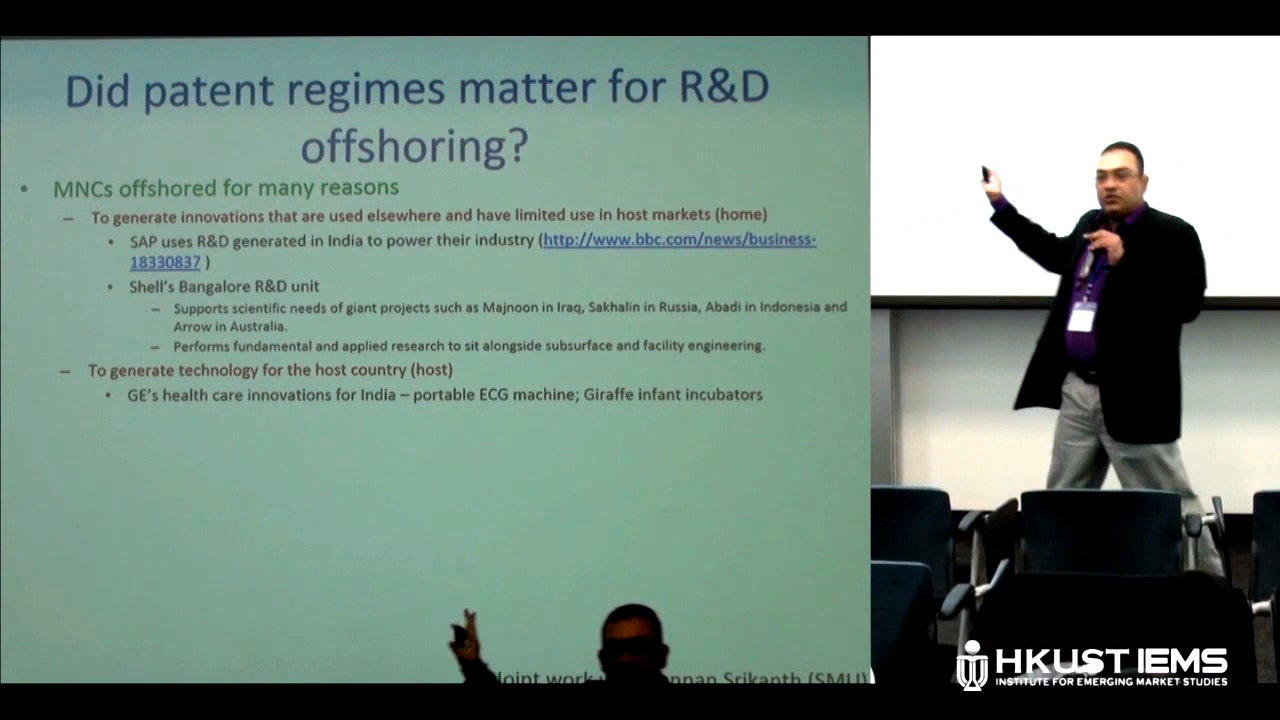 Did patent regimes matter for R&D
offshoring?
• MNCs offshored for many reasons
– To generate innovations that are used elsewhere and have limited use in host markets (home)
• SAP uses R&D generated in India to power their industry (http://www.bbc.com/news/business-
18330837 )
• Shell's Bangalore R&D unit
– Supports scientific needs of giant projects such as Majnoon in Iraq, Sakhalin in Russia, Abadi in Indonesia and
Arrow in Australia.
– Performs fundamental and applied research to sit alongside subsurface and facility engineering.
– To generate technology for the host country (host)
• GE's health care innovations for India – portable ECG machine; Giraffe infant incubators
Joint work Srikanth (SMU)
HKUST IEMS
INSTITUTE FOR EMERGING MARKET STUDIES